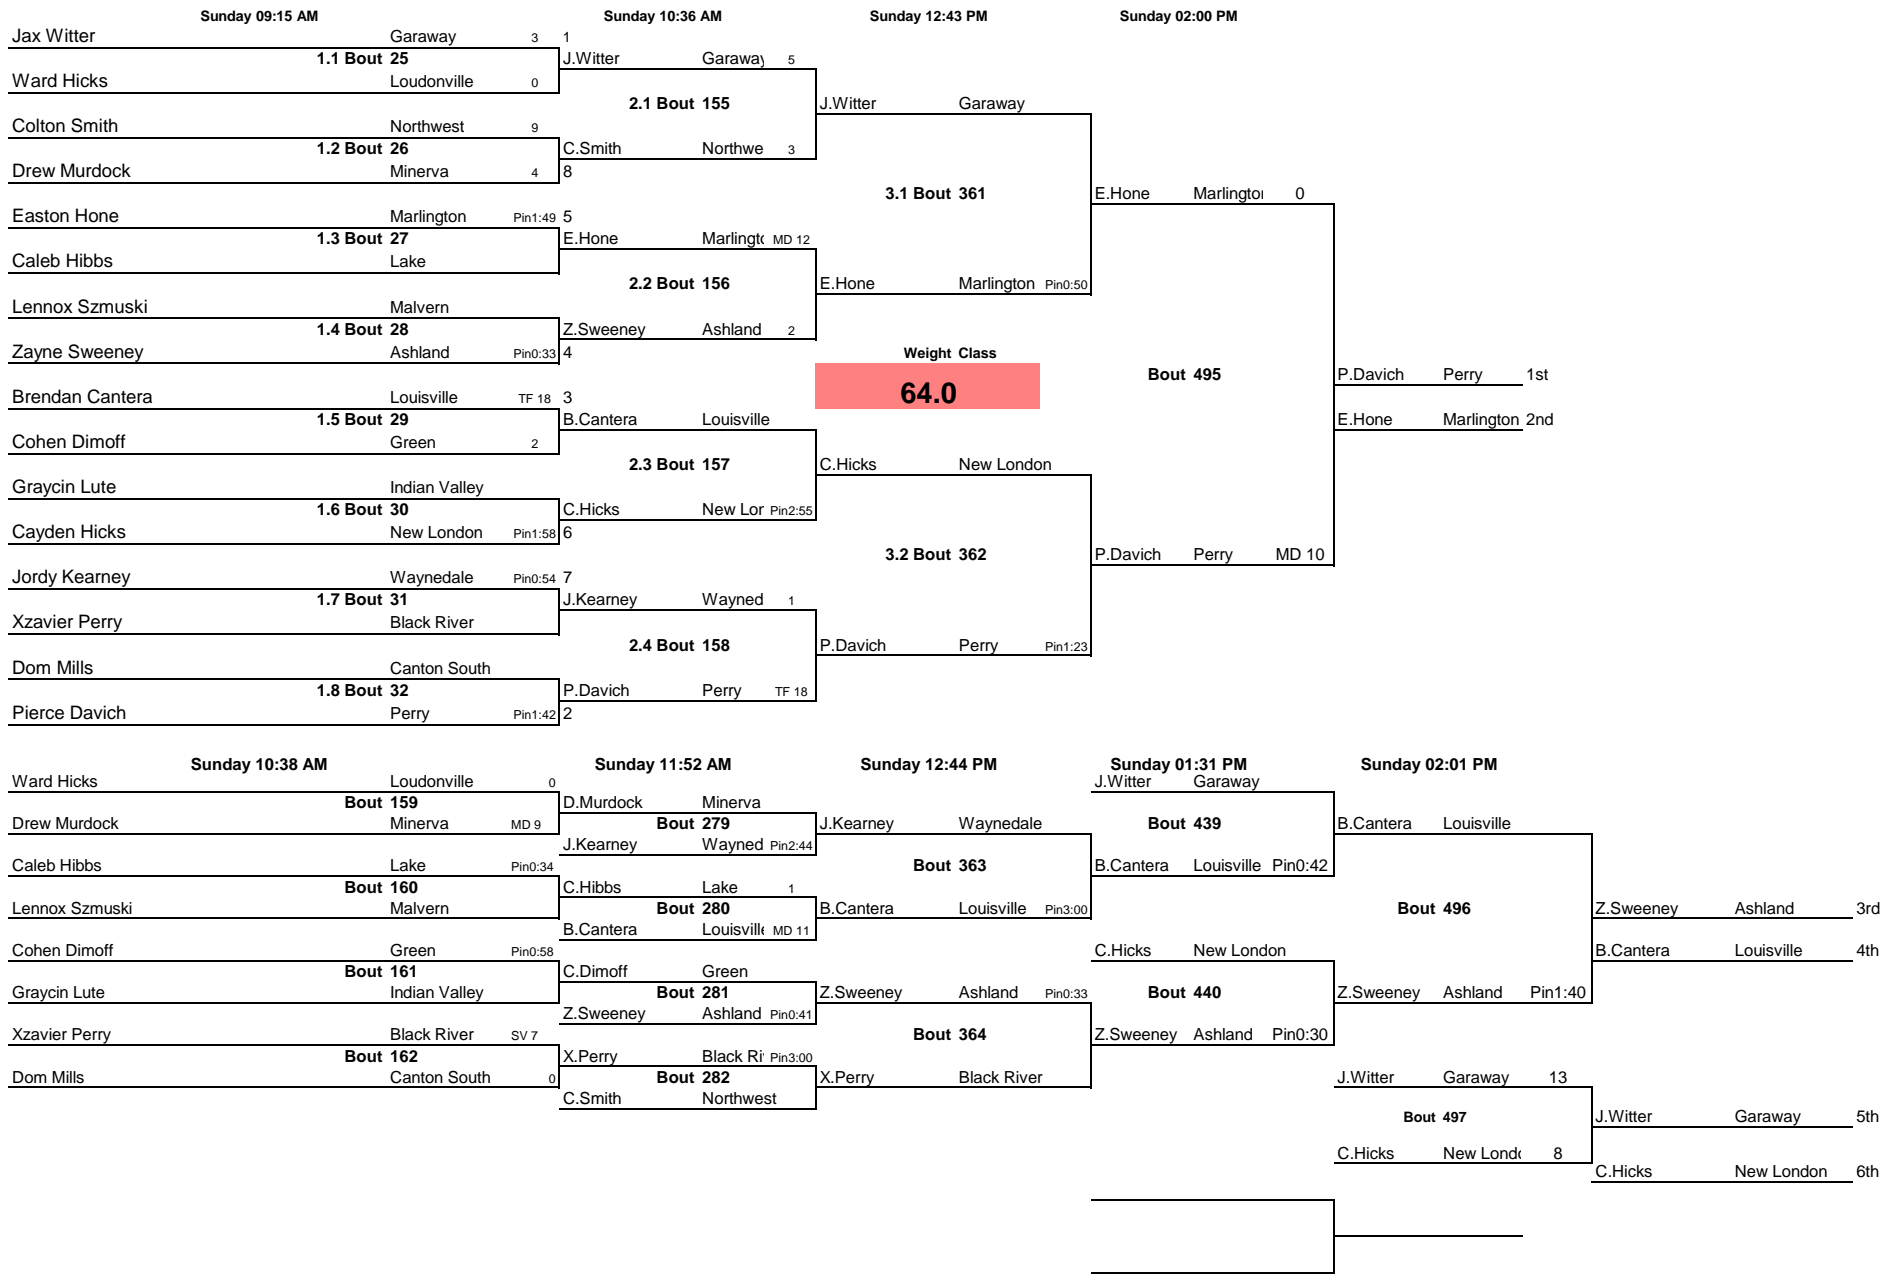 Sunday 09:15 AM Sunday 10:36 AM Sunday 12:43 PM Sunday 02:00 PM
Jax Witter Garaway 3 1
1.1 Bout 25 J.Witter Garaway 5
Ward Hicks Loudonville 0
2.1 Bout 155 J.Witter Garaway
Colton Smith Northwest 9
1.2 Bout 26 C.Smith Northwe 3
Drew Murdock Minerva 4 8
3.1 Bout 361 E.Hone Marlington 0
Easton Hone Marlington Pin1:49 5
1.3 Bout 27 E.Hone Marlingt MD 12
Caleb Hibbs Lake
2.2 Bout 156 E.Hone Marlington Pin0:50
Lennox Szmuski Malvern
1.4 Bout 28 Z.Sweeney Ashland 2
Zayne Sweeney Ashland Pin0:33 4 Weight Class
Bout 495 P.Davich Perry 1st
Brendan Cantera Louisville TF 18 3 64.0
1.5 Bout 29 B.Cantera Louisville E.Hone Marlington 2nd
Cohen Dimoff Green 2
2.3 Bout 157 C.Hicks New London
Graycin Lute Indian Valley
1.6 Bout 30 C.Hicks New Lor Pin2:55
Cayden Hicks New London Pin1:58 6
3.2 Bout 362 P.Davich Perry MD 10
Jordy Kearney Waynedale Pin0:54 7
1.7 Bout 31 J.Kearney Wayned 1
Xzavier Perry Black River
2.4 Bout 158 P.Davich Perry Pin1:23
Dom Mills Canton South
1.8 Bout 32 P.Davich Perry TF 18
Pierce Davich Perry Pin1:42 2
Sunday 10:38 AM Sunday 11:52 AM Sunday 12:44 PM Sunday 01:31 PM Sunday 02:01 PM
Ward Hicks Loudonville 0 J.Witter Garaway
Bout 159 D.Murdock Minerva
Drew Murdock Minerva MD 9 Bout 279 J.Kearney Waynedale Bout 439 B.Cantera Louisville
J.Kearney Wayned Pin2:44
Caleb Hibbs Lake Pin0:34 Bout 363 B.Cantera Louisville Pin0:42
Bout 160 C.Hibbs Lake 1
Lennox Szmuski Malvern Bout 280 B.Cantera Louisville Pin3:00 Bout 496 Z.Sweeney Ashland 3rd
B.Cantera Louisvill MD 11
Cohen Dimoff Green Pin0:58 C.Hicks New London B.Cantera Louisville 4th
Bout 161 C.Dimoff Green
Graycin Lute Indian Valley Bout 281 Z.Sweeney Ashland Pin0:33 Bout 440 Z.Sweeney Ashland Pin1:40
Z.Sweeney Ashland Pin0:41
Xzavier Perry Black River SV 7 Bout 364 Z.Sweeney Ashland Pin0:30
Bout 162 X.Perry Black Ri Pin3:00
Dom Mills Canton South 0 Bout 282 X.Perry Black River J.Witter Garaway 13
C.Smith Northwest
Bout 497 J.Witter Garaway 5th
C.Hicks New Lond 8
C.Hicks New London 6th